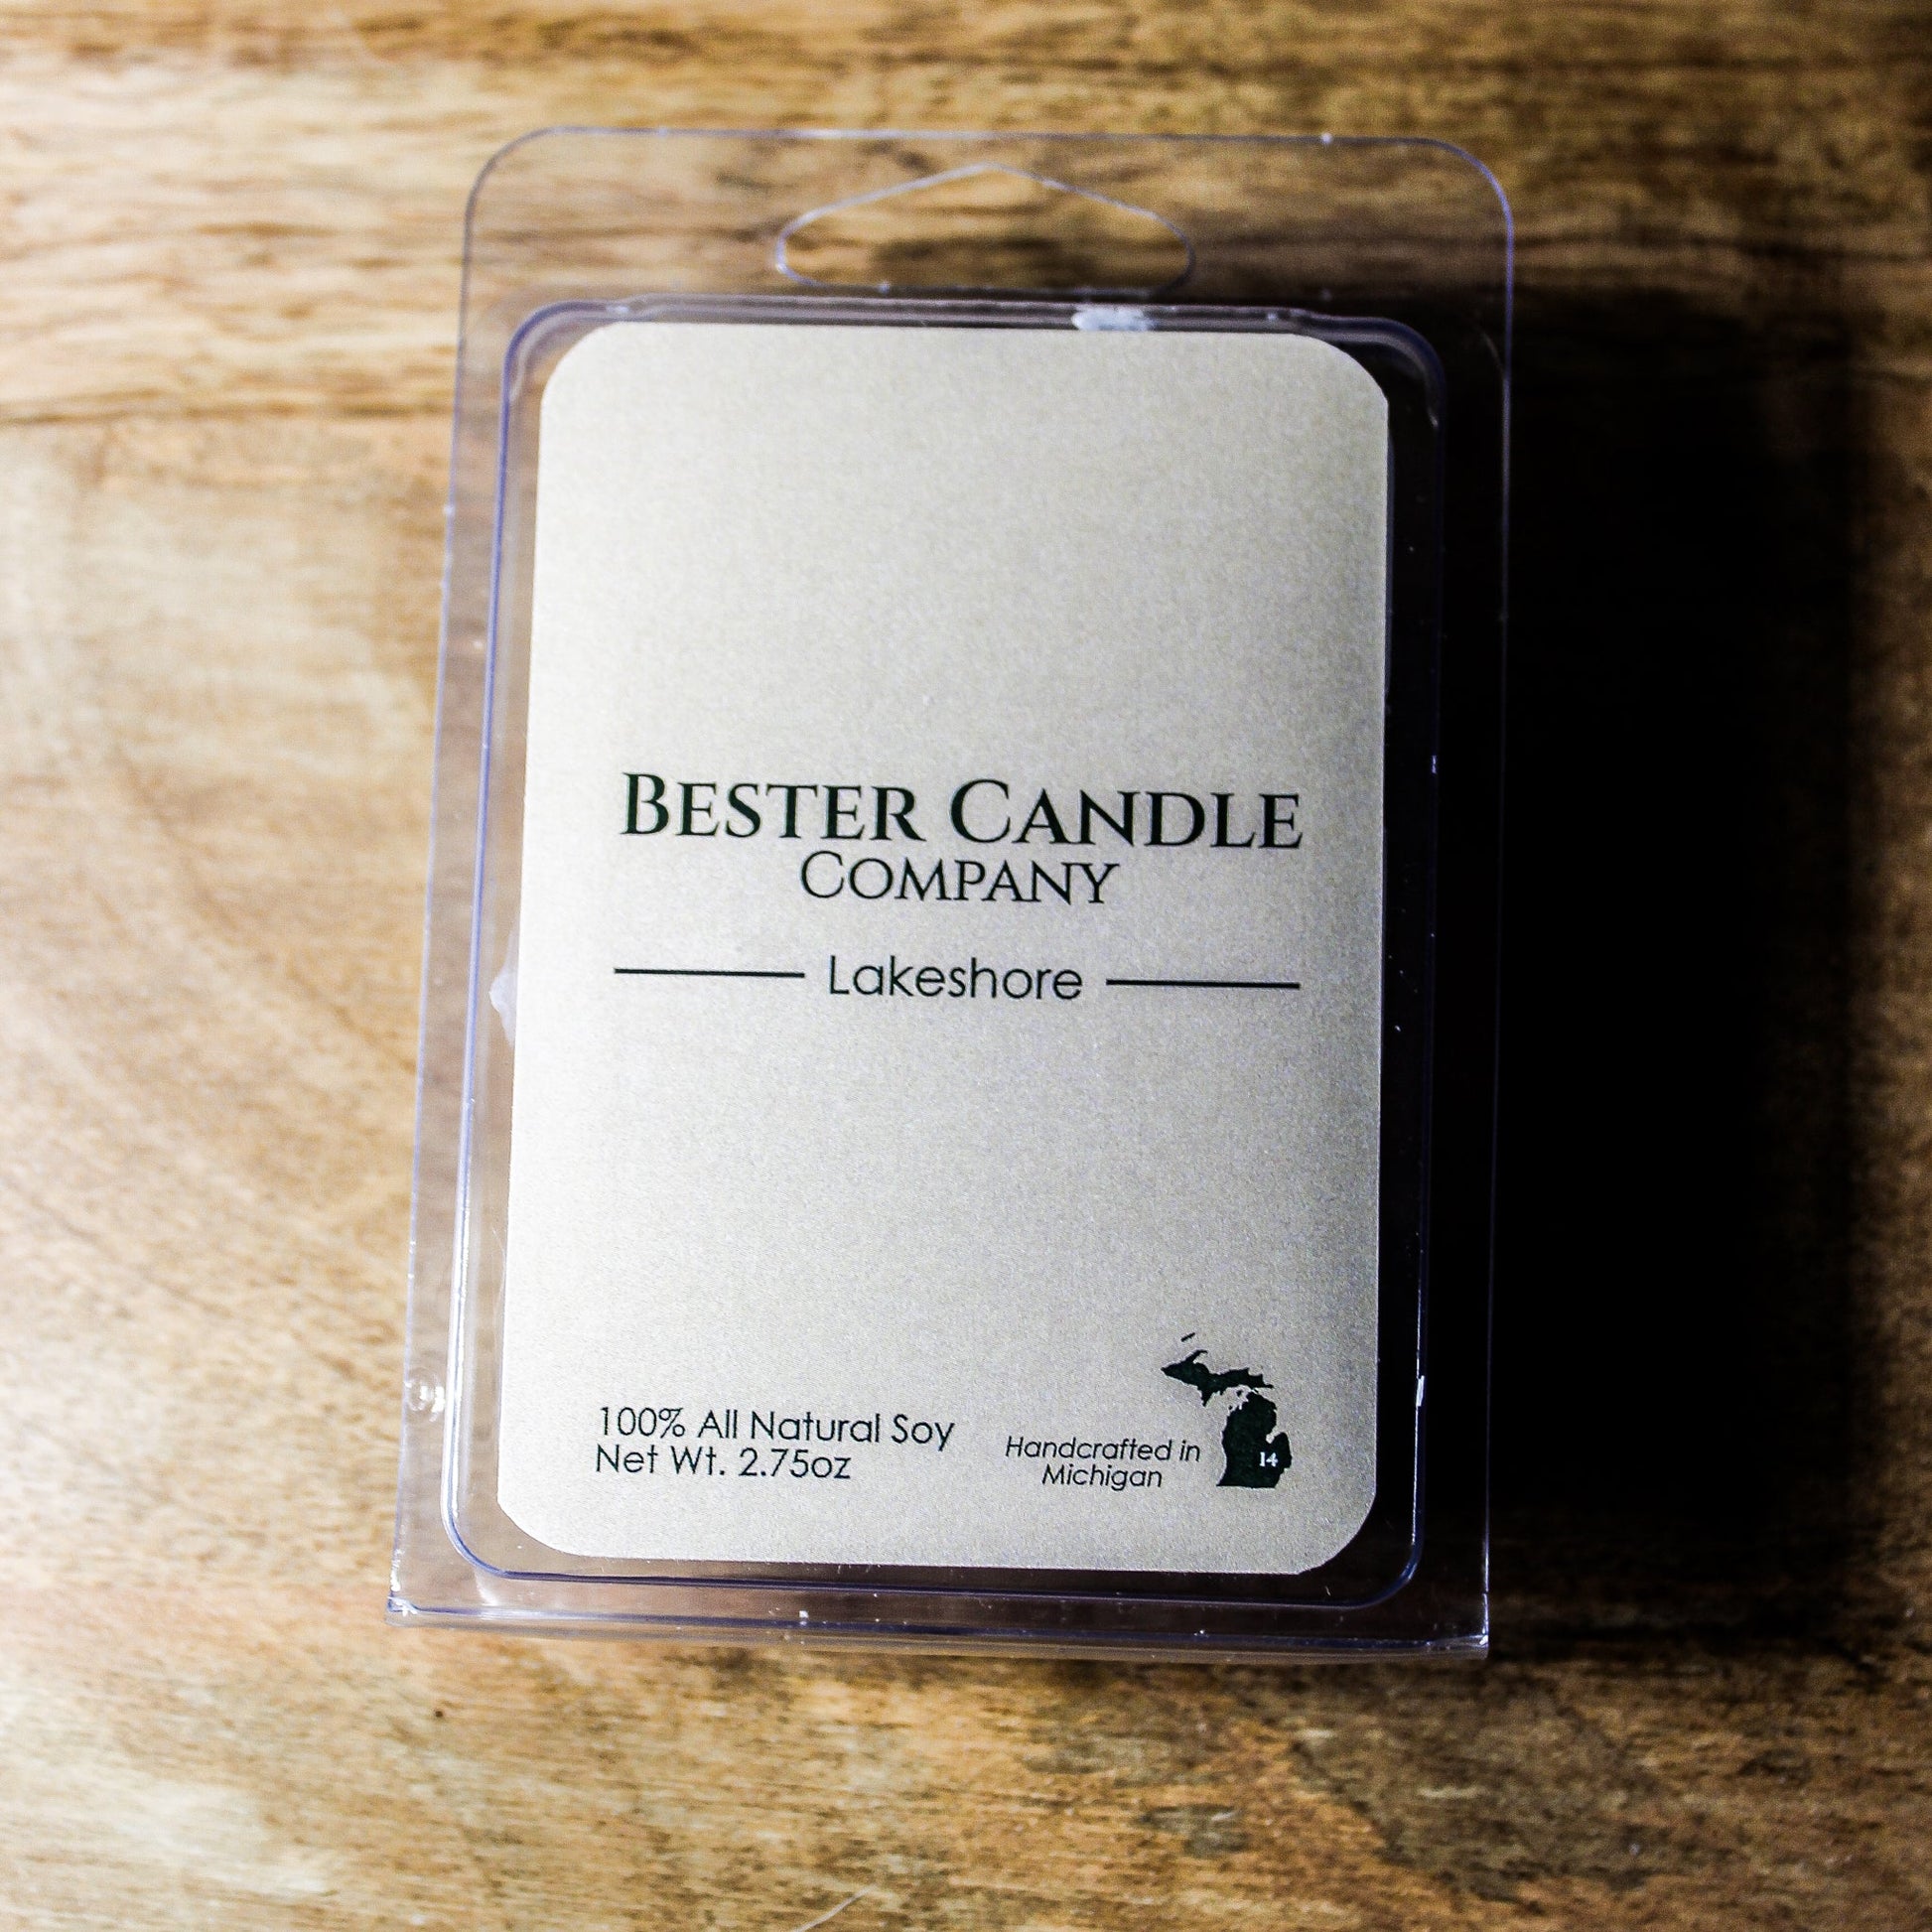 BESTER CANDLE
COMPANY
Lakeshore
100% All Natural Soy
Net Wt. 2.75oz
Handcrafted in
Michigan
14